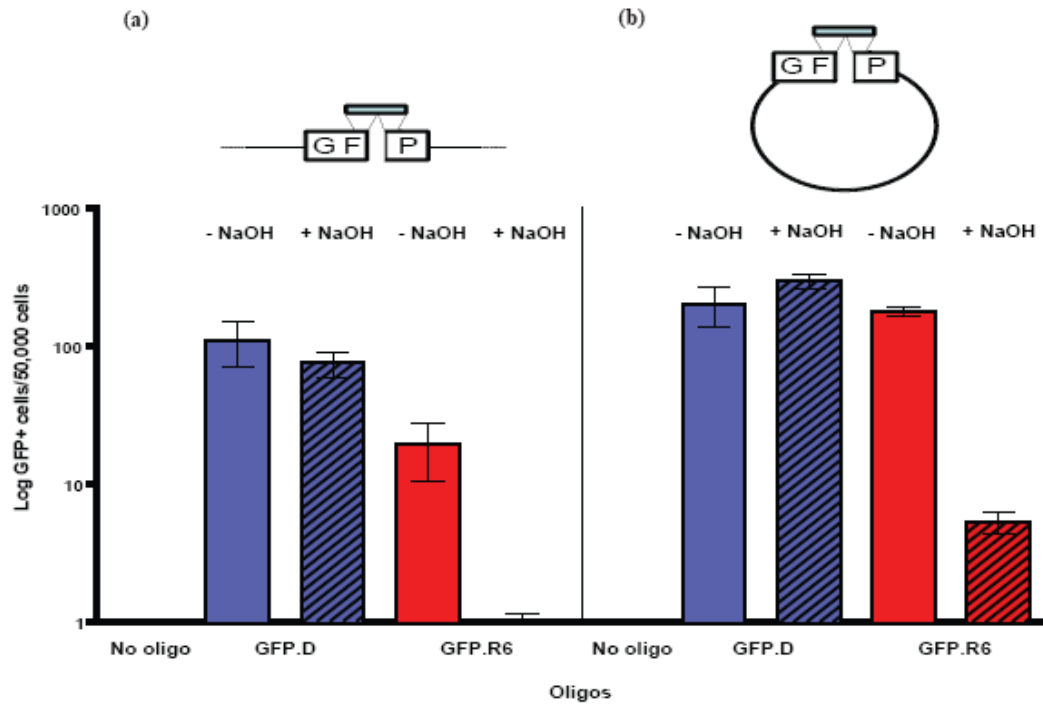 (a) (b)
G F P
G F P
- NaOH + NaOH - NaOH + NaOH - NaOH + NaOH - NaOH + NaOH
1000
100
10
1
Log GFP+ cells/50,000 cells
No oligo GFP.D GFP.R6 No oligo GFP.D GFP.R6
Oligos